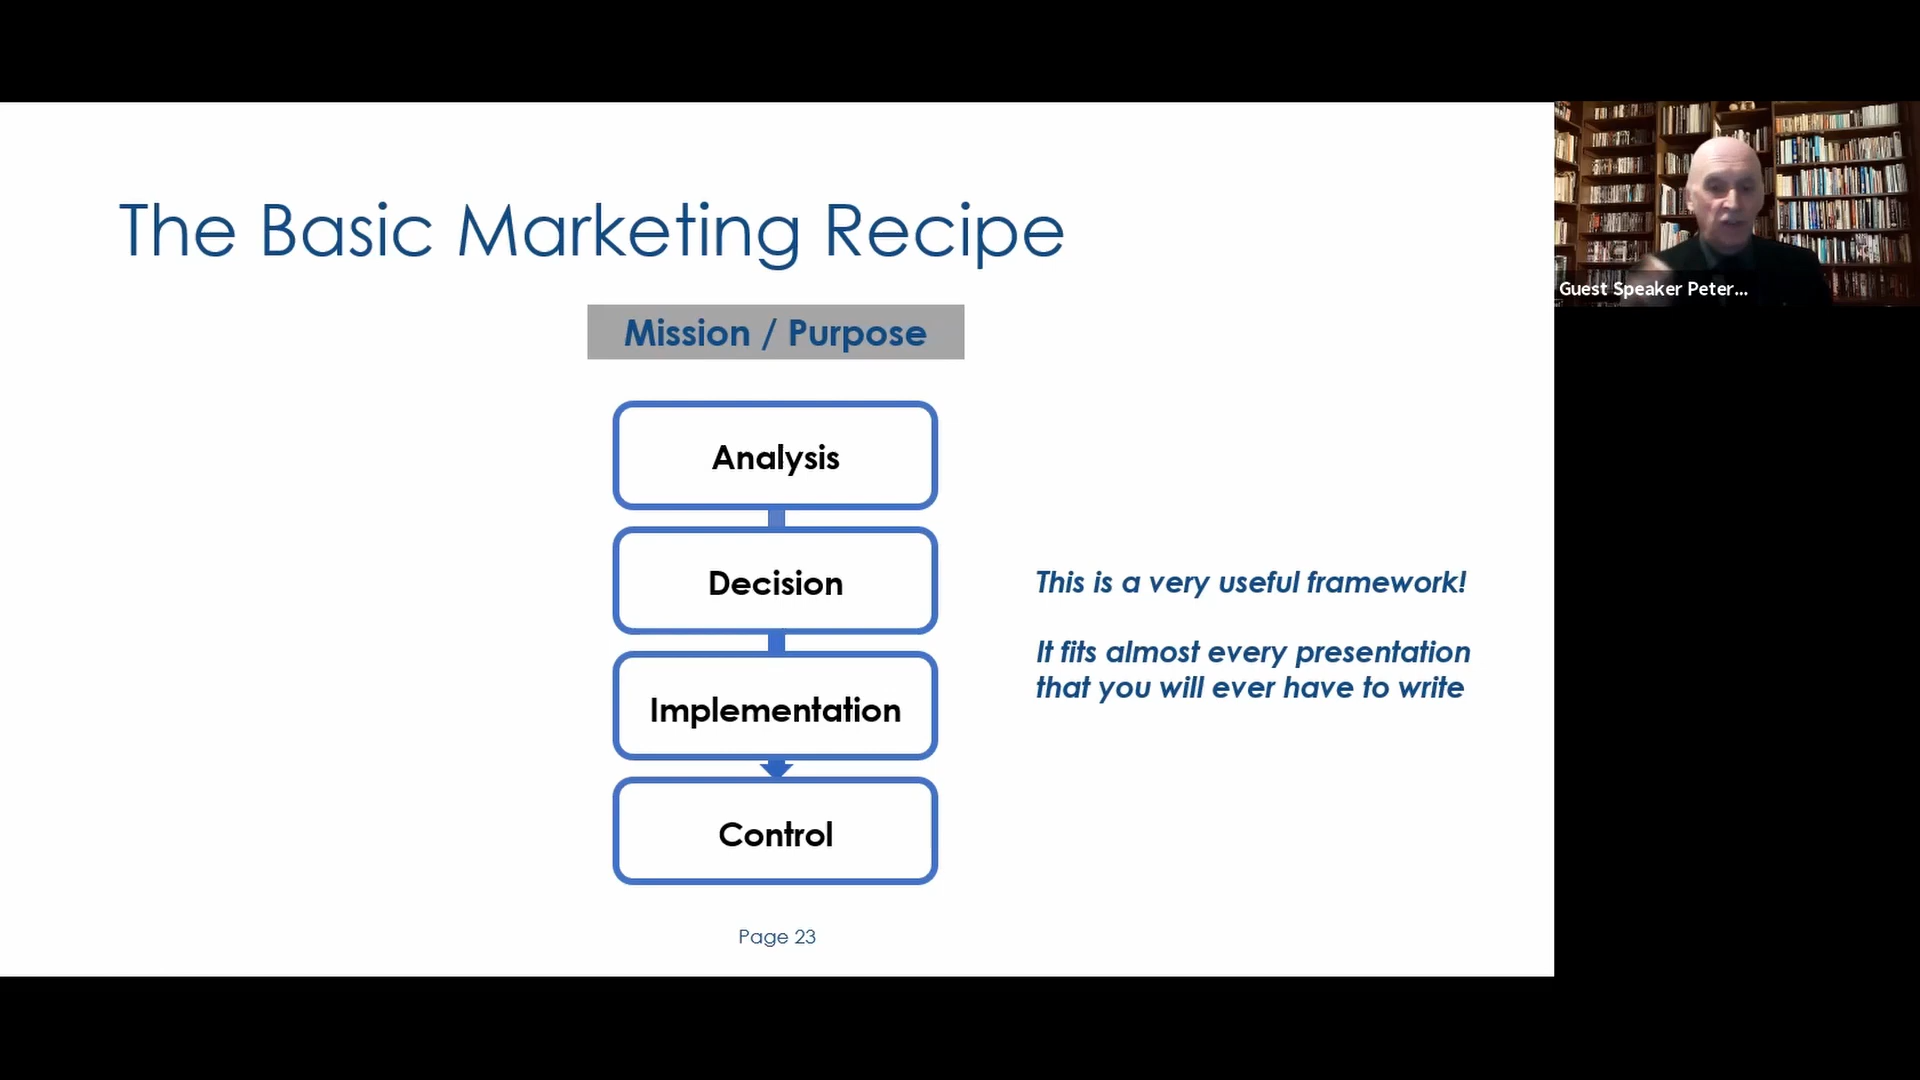 The Basic Marketing Recipe
Mission / Purpose
Analysis
Decision
Implementation
Control
This is a very useful framework!
It fits almost every presentation
that you will ever have to write
Page 23
Guest Speaker Peter...